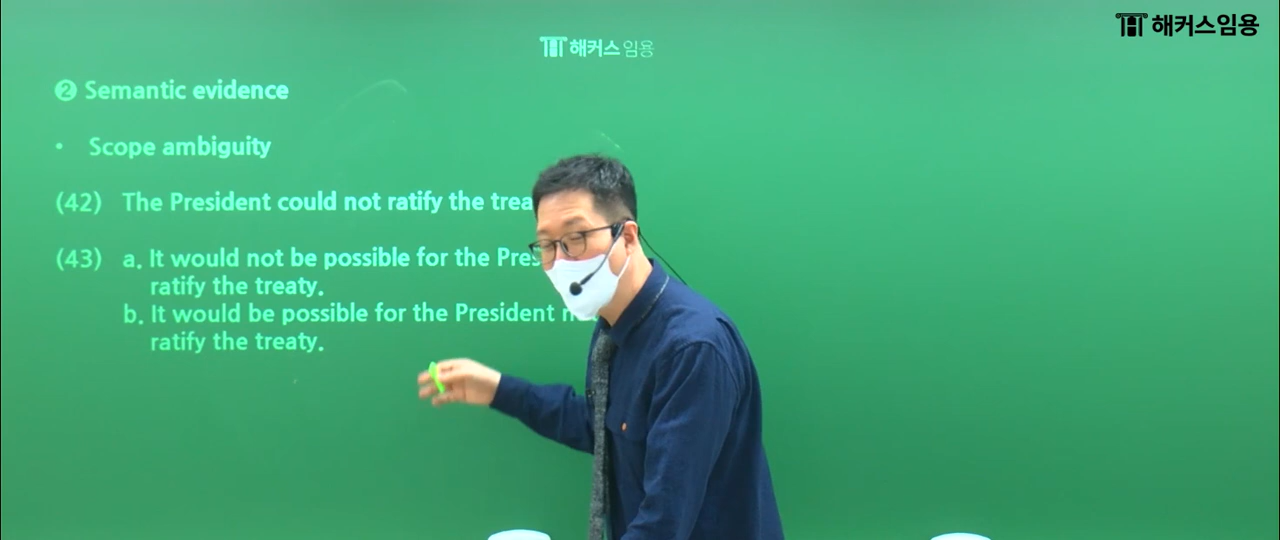 해커스임용
해커스임용
❷ Semantic evidence
• Scope ambiguity
(42) The President could not ratify the
(43) a. It would not be possible for the
ratify the treaty.
b. It would be possible for the President
ratify the treaty.